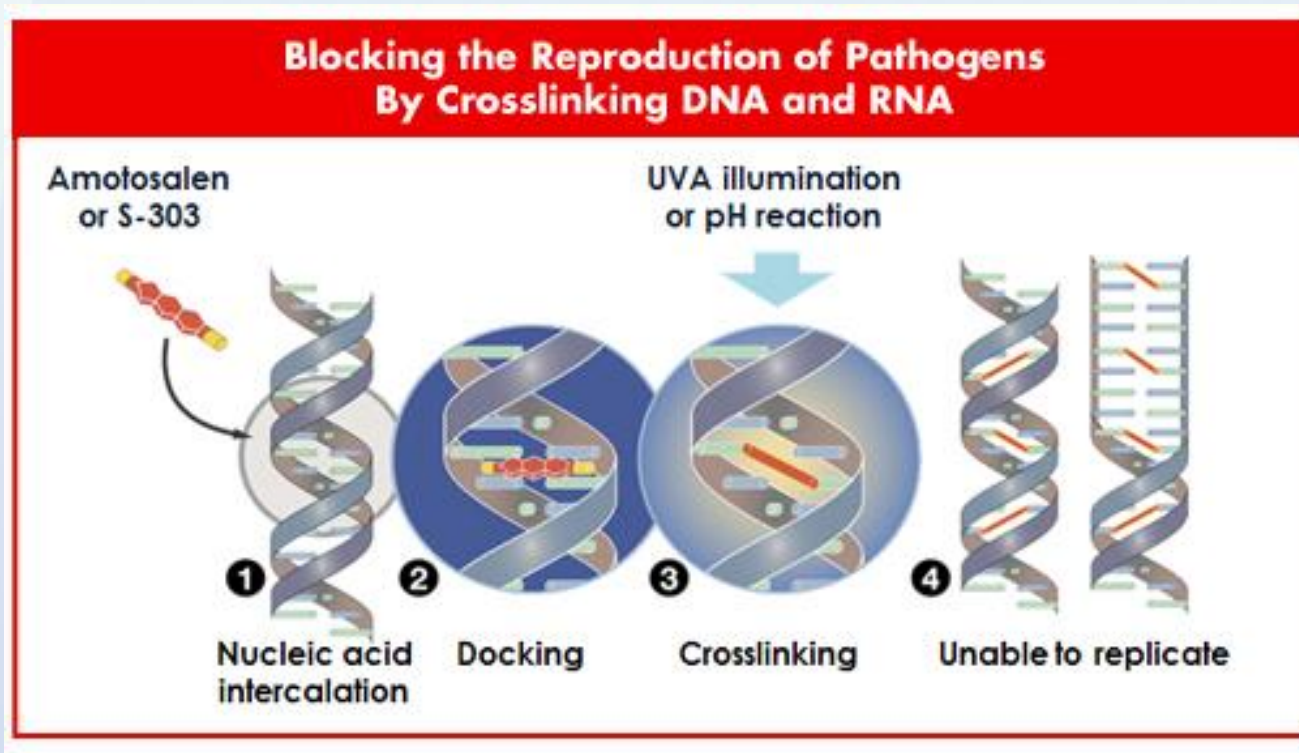 Blocking the Reproduction of Pathogens
By Crosslinking DNA and RNA
Amotosalen
or S-303
UVA illumination
or pH reaction
1
Nucleic acid
intercalation
2
Docking
3
Crosslinking
4
Unable to replicate